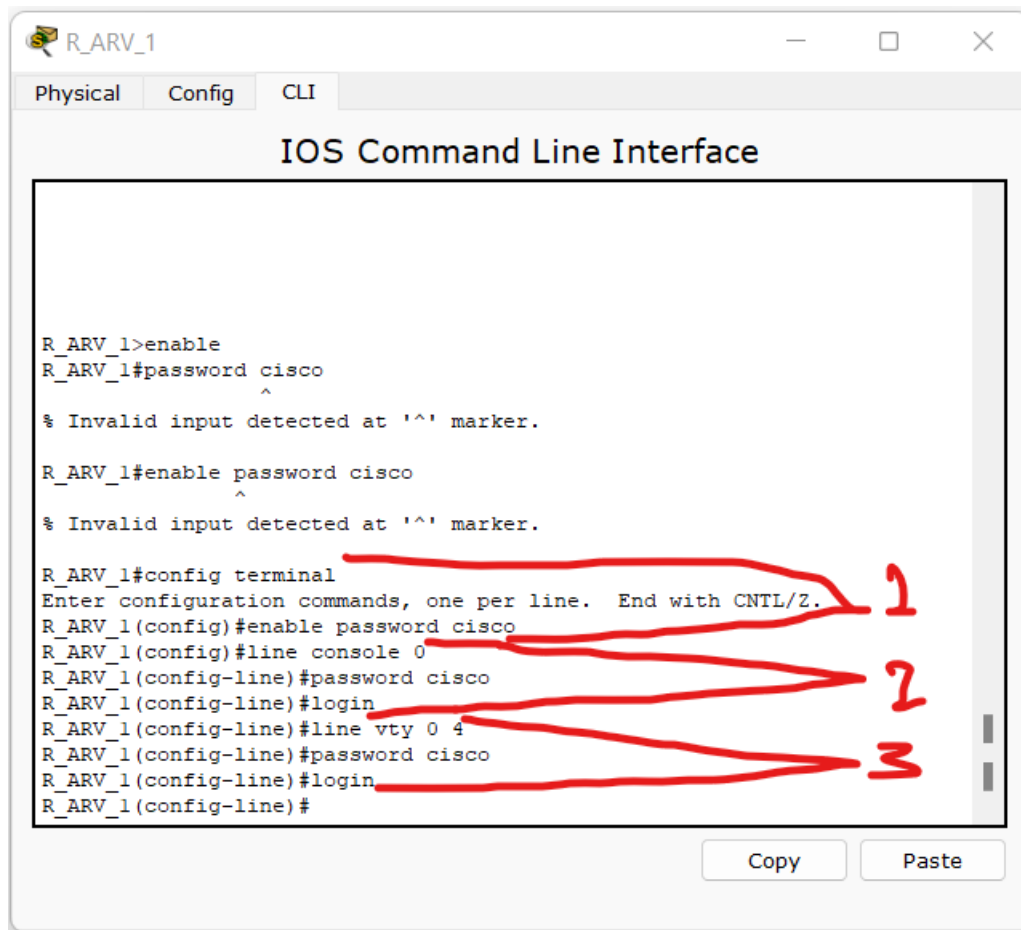 R_ARV_1
Physical Config CLI
IOS Command Line Interface
R_ARV_1>enable
R_ARV_1#password cisco
^
% Invalid input detected at '^' marker.
R_ARV_1#enable password cisco
^
% Invalid input detected at '^' marker.
R_ARV_1#config terminal
Enter configuration commands, one per line.  End with CNTL/Z.
R_ARV_1(config)#enable password cisco
1
R_ARV_1(config)#line console 0
R_ARV_1(config-line)#password cisco
2
R_ARV_1(config-line)#login
R_ARV_1(config-line)#line vty 0 4
R_ARV_1(config-line)#password cisco
3
R_ARV_1(config-line)#login
R_ARV_1(config-line)#
Copy Paste